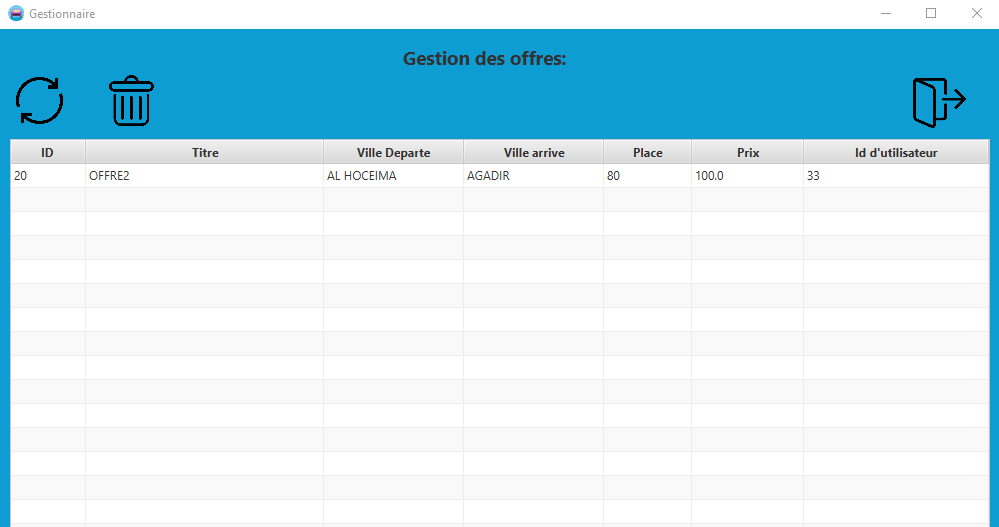 Gestionnaire
Gestion des offres:
ID Titre Ville Departe Ville arrive Place Prix Id d'utilisateur
20 OFFRE2 AL HOCEIMA AGADIR 80 100.0 33